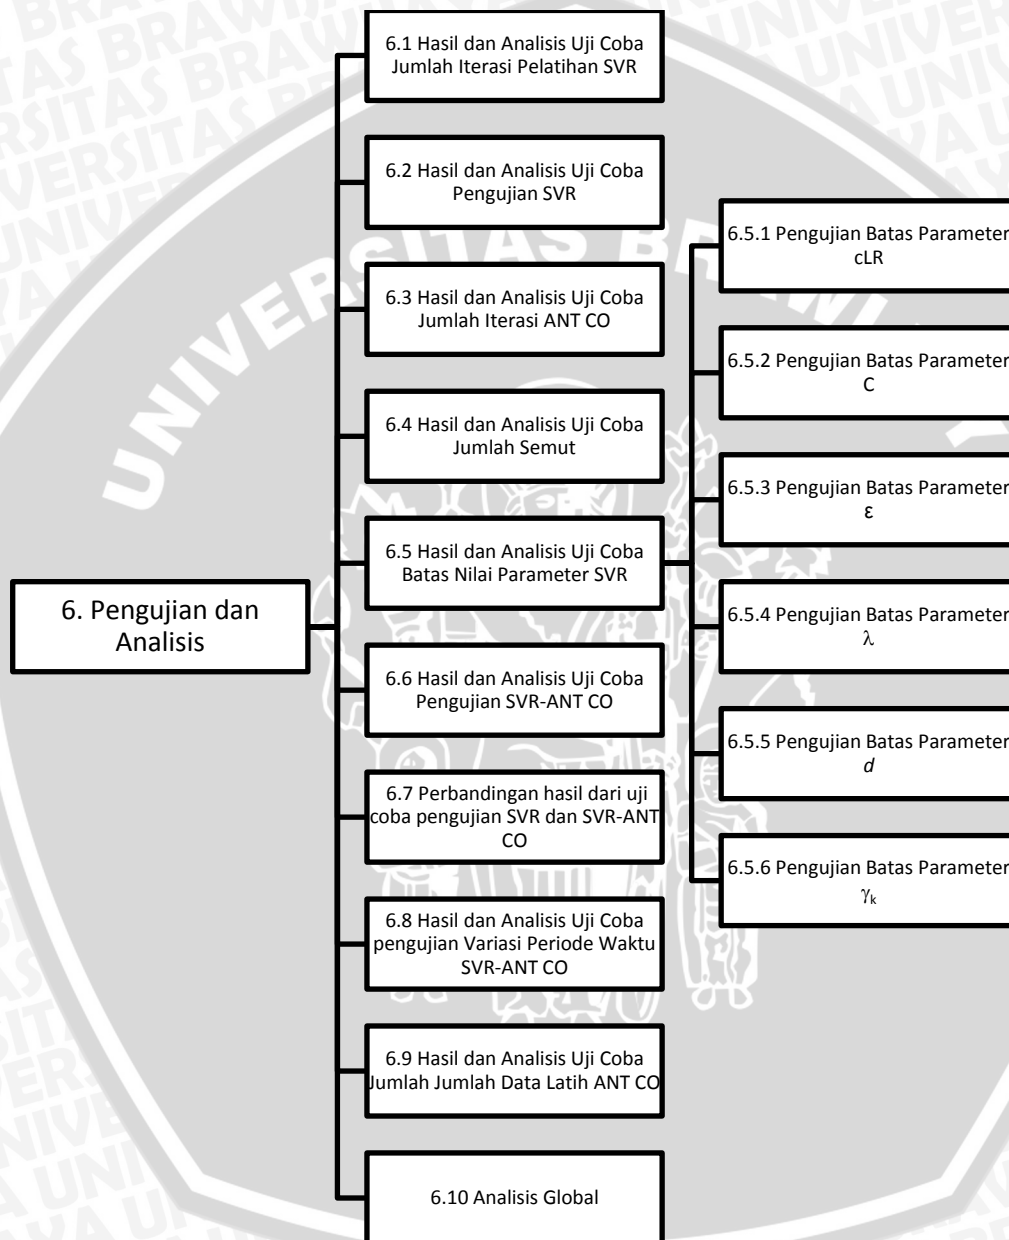 6. Pengujian dan
Analisis
6.1 Hasil dan Analisis Uji Coba
Jumlah Iterasi Pelatihan SVR
6.2 Hasil dan Analisis Uji Coba
Pengujian SVR
6.3 Hasil dan Analisis Uji Coba
Jumlah Iterasi ANT CO
6.4 Hasil dan Analisis Uji Coba
Jumlah Semut
6.5 Hasil dan Analisis Uji Coba
Batas Nilai Parameter SVR
6.5.1 Pengujian Batas Parameter
cLR
6.5.2 Pengujian Batas Parameter
C
6.5.3 Pengujian Batas Parameter
ε
6.5.4 Pengujian Batas Parameter
λ
6.5.5 Pengujian Batas Parameter
d
6.5.6 Pengujian Batas Parameter
γk
6.6 Hasil dan Analisis Uji Coba
Pengujian SVR-ANT CO
6.7 Perbandingan hasil dari uji
coba pengujian SVR dan SVR-ANT
CO
6.8 Hasil dan Analisis Uji Coba
pengujian Variasi Periode Waktu
SVR-ANT CO
6.9 Hasil dan Analisis Uji Coba
Jumlah Jumlah Data Latih ANT CO
6.10 Analisis Global
UNIVERSITAS BRAWI